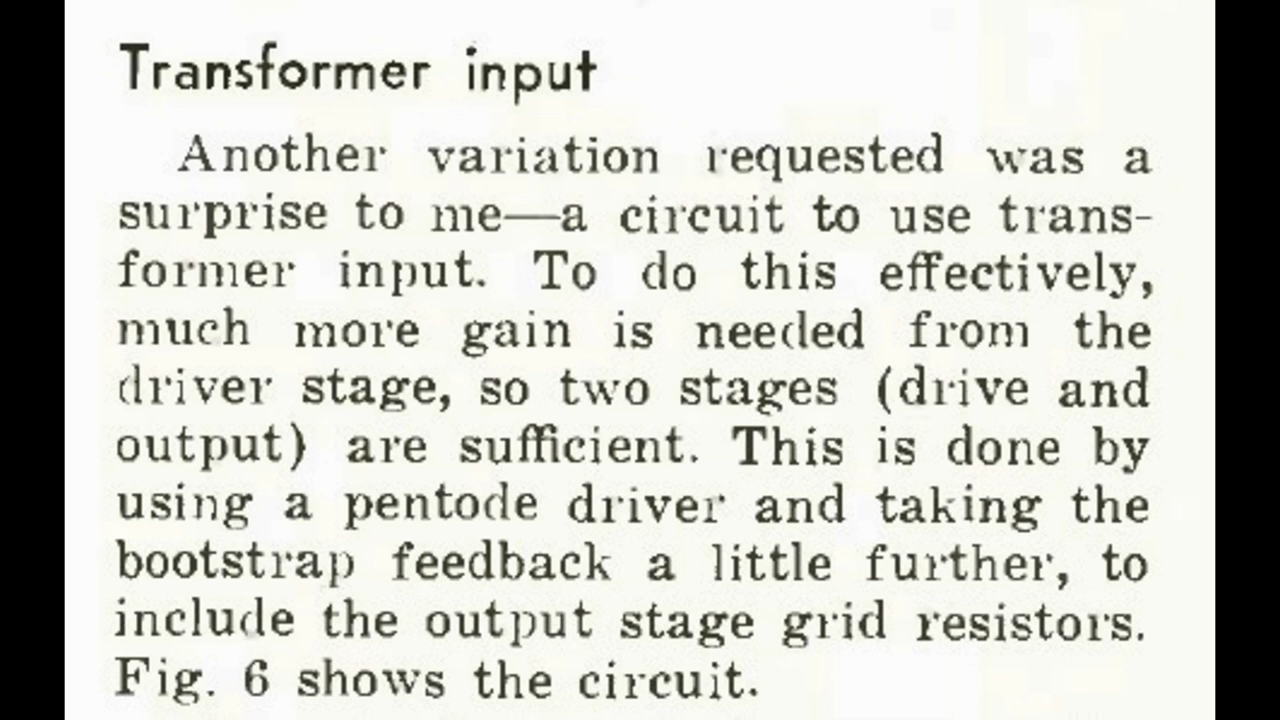 Transformer input
Another variation requested was a
surprise to me—a circuit to use trans-
former input. To do this effectively,
much more gain is needed from the
driver stage, so two stages (drive and
output) are sufficient. This is done by
using a pentode driver and taking the
bootstrap feedback a little further, to
include the output stage grid resistors.
Fig. 6 shows the circuit.